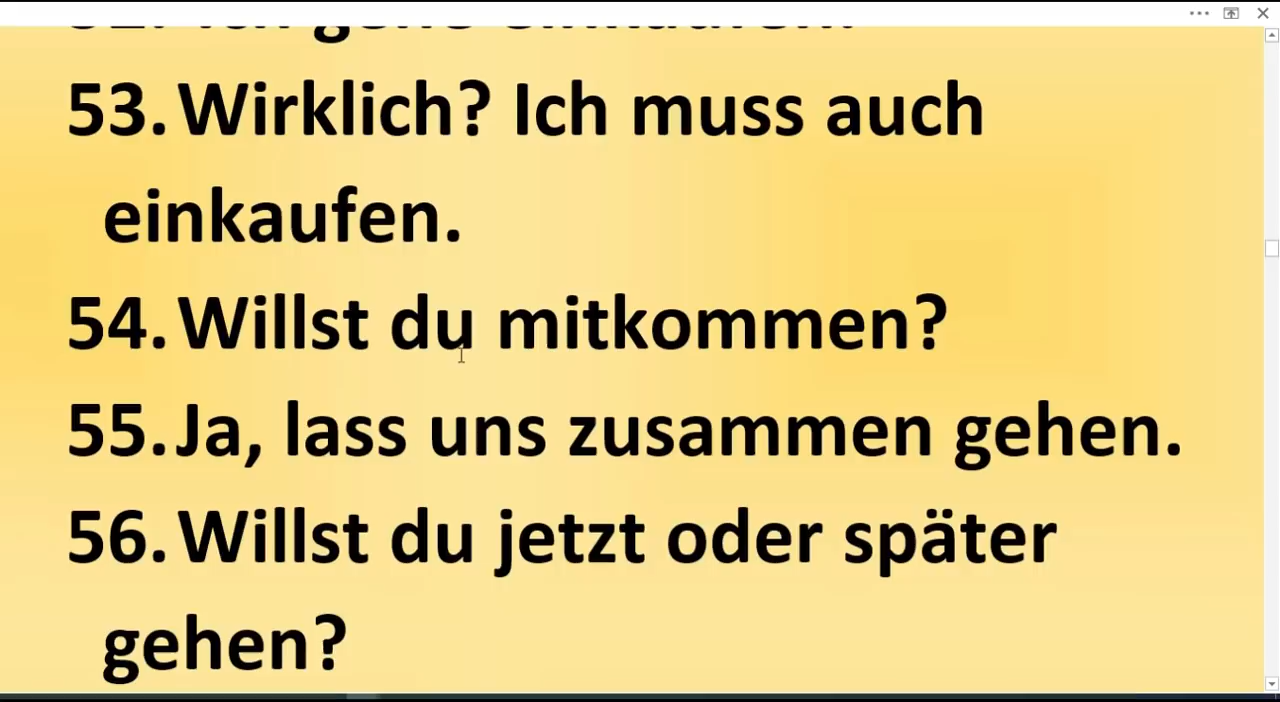 53. Wirklich? Ich muss auch
einkaufen.
54. Willst du mitkommen?
55. Ja, lass uns zusammen gehen.
56. Willst du jetzt oder später
gehen?